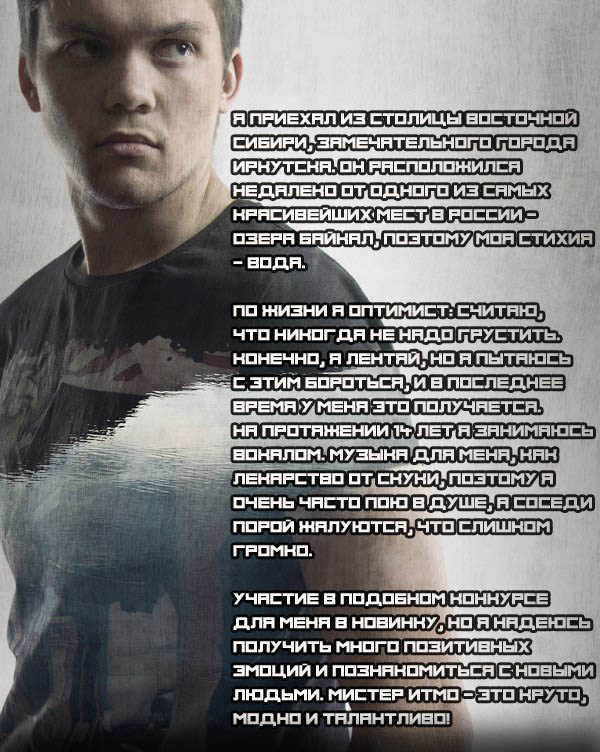 Я ПРИЕХАЛ ИЗ СТОЛИЦЫ ВОСТОЧНОЙ
СИБИРИ, ЗАМЕЧАТЕЛЬНОГО ГОРОДА
ИРКУТСКА. ОН РАСПОЛОЖИЛСЯ
НЕДАЛЕКО ОТ ОДНОГО ИЗ САМЫХ
КРАСИВЕЙШИХ МЕСТ В РОССИИ -
ОЗЕРА БАЙКАЛ, ПОЭТОМУ МОЯ СТИХИЯ
- ВОДА.
ПО ЖИЗНИ Я ОПТИМИСТ: СЧИТАЮ,
ЧТО НИКОГДА НЕ НАДО ГРУСТИТЬ.
КОНЕЧНО, Я ЛЕНТЯЙ, НО Я ПЫТАЮСЬ
С ЭТИМ БОРОТЬСЯ, И В ПОСЛЕДНЕЕ
ВРЕМЯ У МЕНЯ ЭТО ПОЛУЧАЕТСЯ.
НА ПРОТЯЖЕНИИ 14 ЛЕТ Я ЗАНИМАЮСЬ
ВОКАЛОМ. МУЗЫКА ДЛЯ МЕНЯ, КАК
ЛЕКАРСТВО ОТ СКУКИ, ПОЭТОМУ Я
ОЧЕНЬ ЧАСТО ПОЮ В ДУШЕ, А СОСЕДИ
ПОРОЙ ЖАЛУЮТСЯ, ЧТО СЛИШКОМ
ГРОМКО.
УЧАСТИЕ В ПОДОБНОМ КОНКУРСЕ
ДЛЯ МЕНЯ В НОВИНКУ, НО Я НАДЕЮСЬ
ПОЛУЧИТЬ МНОГО ПОЗИТИВНЫХ
ЭМОЦИЙ И ПОЗНАКОМИТЬСЯ С НОВЫМИ
ЛЮДЬМИ. МИСТЕР ИТМО - ЭТО КРУТО,
МОДНО И ТАЛАНТЛИВО!